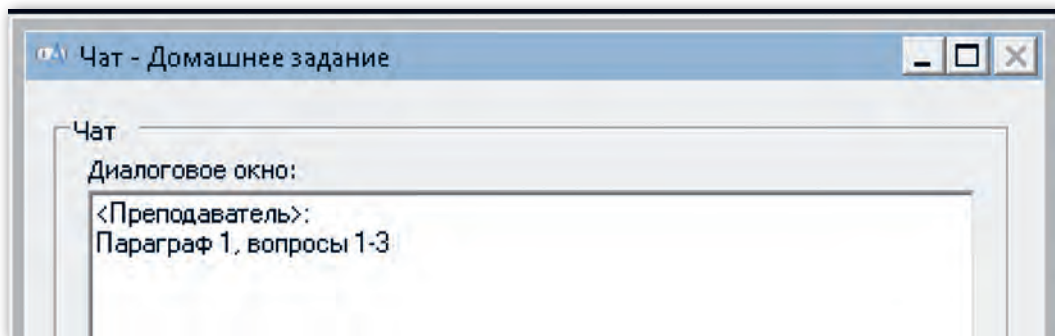 Чат - Домашнее задание
Чат
Диалоговое окно:
<Преподаватель>:
Параграф 1, вопросы 1-3